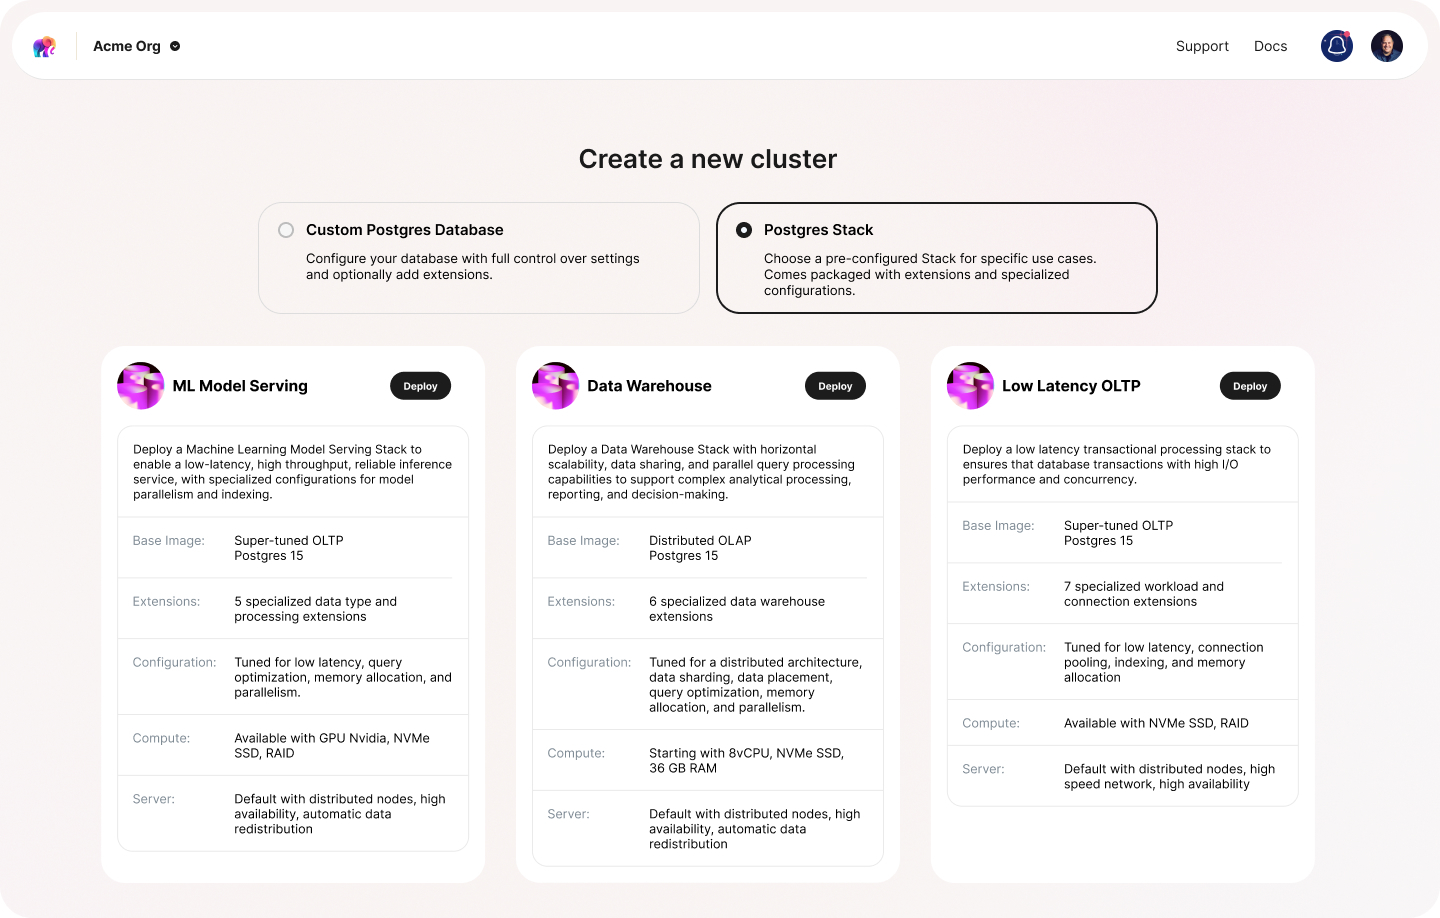 Acme Org
Support
Docs
Create a new cluster
Custom Postgres Database
Configure your database with full control over settings
and optionally add extensions.
Postgres Stack
Choose a pre-configured Stack for specific use cases.
Comes packaged with extensions and specialized
configurations.
ML Model Serving
Deploy
Deploy a Machine Learning Model Serving Stack to
enable a low-latency, high throughput, reliable inference
service, with specialized configurations for model
parallelism and indexing.
Base Image:
Super-tuned OLTP
Postgres 15
Extensions:
5 specialized data type and
processing extensions
Configuration:
Tuned for low latency, query
optimization, memory allocation, and
parallelism.
Compute:
Available with GPU Nvidia, NVMe
SSD, RAID
Server:
Default with distributed nodes, high
availability, automatic data
redistribution
Data Warehouse
Deploy
Deploy a Data Warehouse Stack with horizontal
scalability, data sharing, and parallel query processing
capabilities to support complex analytical processing,
reporting, and decision-making.
Base Image:
Distributed OLAP
Postgres 15
Extensions:
6 specialized data warehouse
extensions
Configuration:
Tuned for a distributed architecture,
data sharding, data placement,
query optimization, memory
allocation, and parallelism.
Compute:
Starting with 8vCPU, NVMe SSD,
36 GB RAM
Server:
Default with distributed nodes, high
availability, automatic data
redistribution
Low Latency OLTP
Deploy
Deploy a low latency transactional processing stack to
ensures that database transactions with high I/O
performance and concurrency.
Base Image:
Super-tuned OLTP
Postgres 15
Extensions:
7 specialized workload and
connection extensions
Configuration:
Tuned for low latency, connection
pooling, indexing, and memory
allocation
Compute:
Available with NVMe SSD, RAID
Server:
Default with distributed nodes, high
speed network, high availability